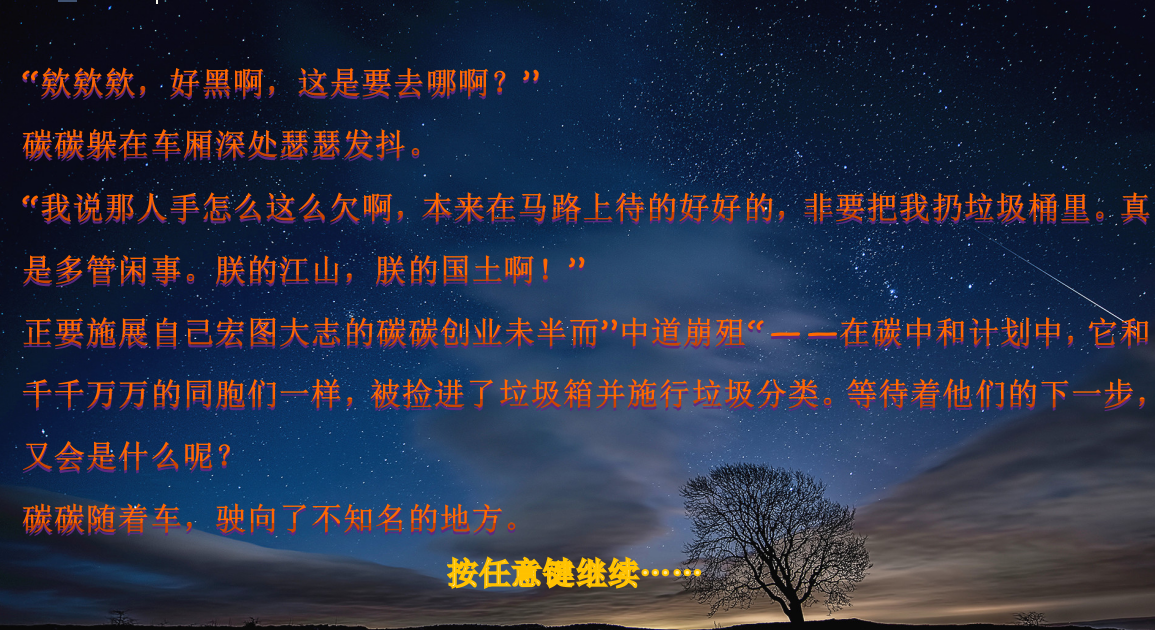 “欸欸欸，好黑啊，这是要去哪啊？”
碳碳躲在车厢深处瑟瑟发抖。
“我说那人手怎么这么欠啊，本来在马路上待的好好的，非要把我扔垃圾桶里。真
是多管闲事。朕的江山，朕的国土啊！”
正要施展自己宏图大志的碳碳创业未半而”中道崩殂“——在碳中和计划中，它和
千千万万的同胞们一样，被捡进了垃圾箱并施行垃圾分类。等待着他们的下一步，
又会是什么呢？
碳碳随着车，驶向了不知名的地方。
按任意键继续……